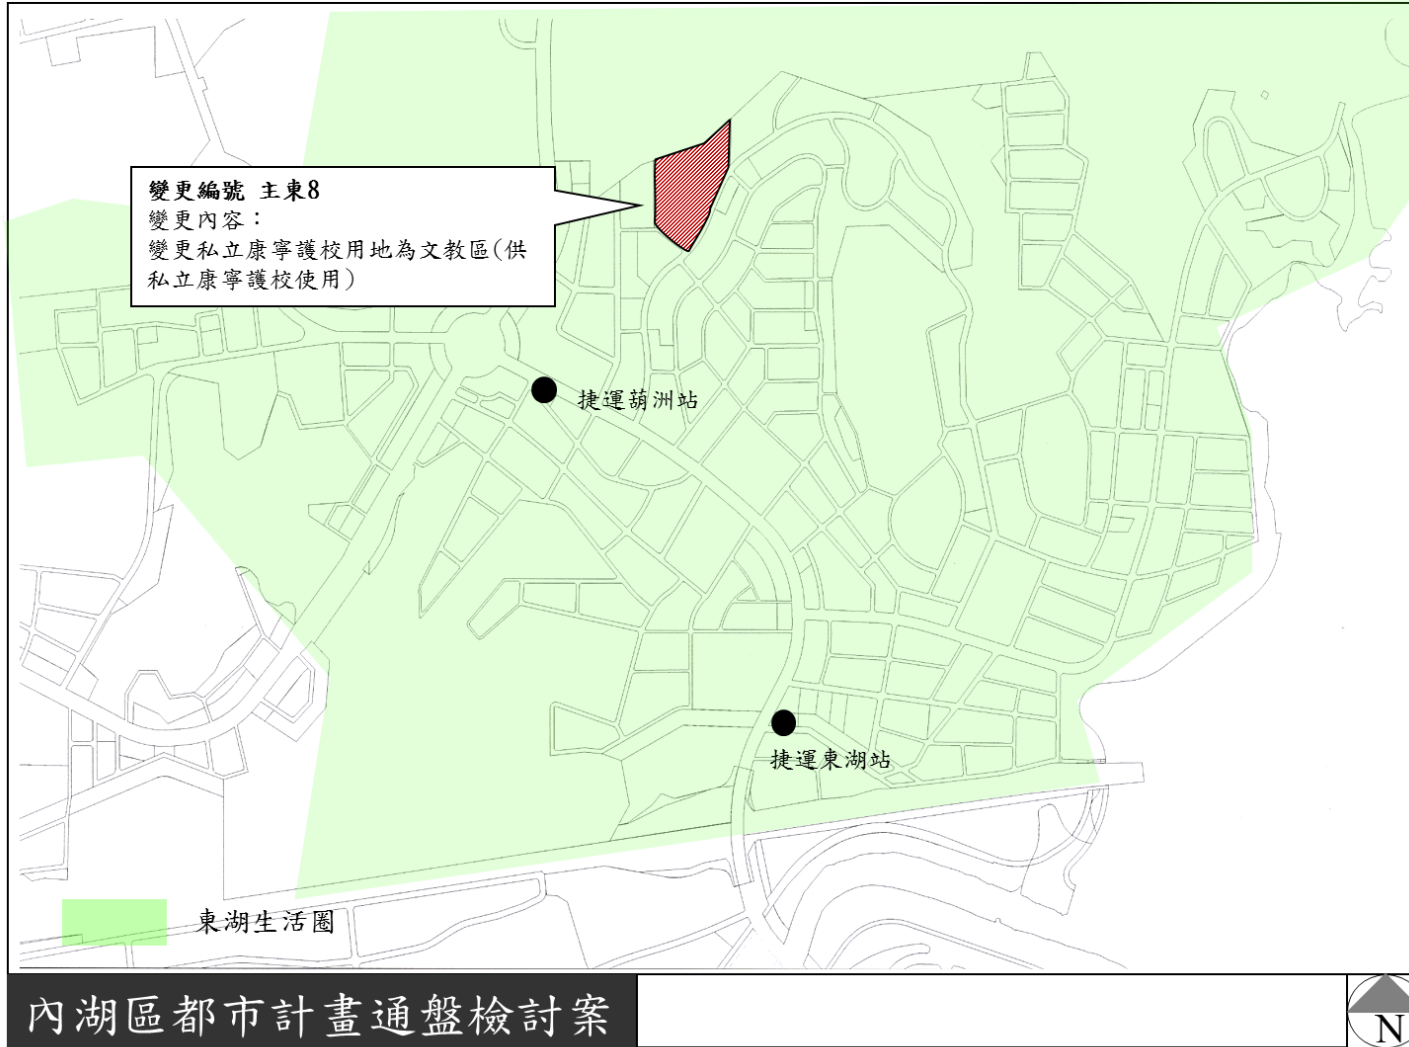 變更編號 主東8
變更內容：
變更私立康寧護校用地為文教區(供
私立康寧護校使用)
捷運葫洲站
捷運東湖站
東湖生活圈
內湖區都市計畫通盤檢討案
N